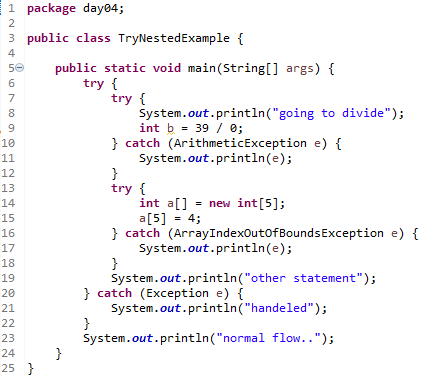 1 package day04;
2
3 public class TryNestedExample {
4
5 public static void main(String[] args) {
6 try {
7 try {
8 System.out.println("going to divide");
9 int b = 39 / 0;
10 } catch (ArithmeticException e) {
11 System.out.println(e);
12 }
13 try {
14 int a[] = new int[5];
15 a[5] = 4;
16 } catch (ArrayIndexOutOfBoundsException e) {
17 System.out.println(e);
18 }
19 System.out.println("other statement");
20 } catch (Exception e) {
21 System.out.println("handeled");
22 }
23 System.out.println("normal flow..");
24 }
25 }